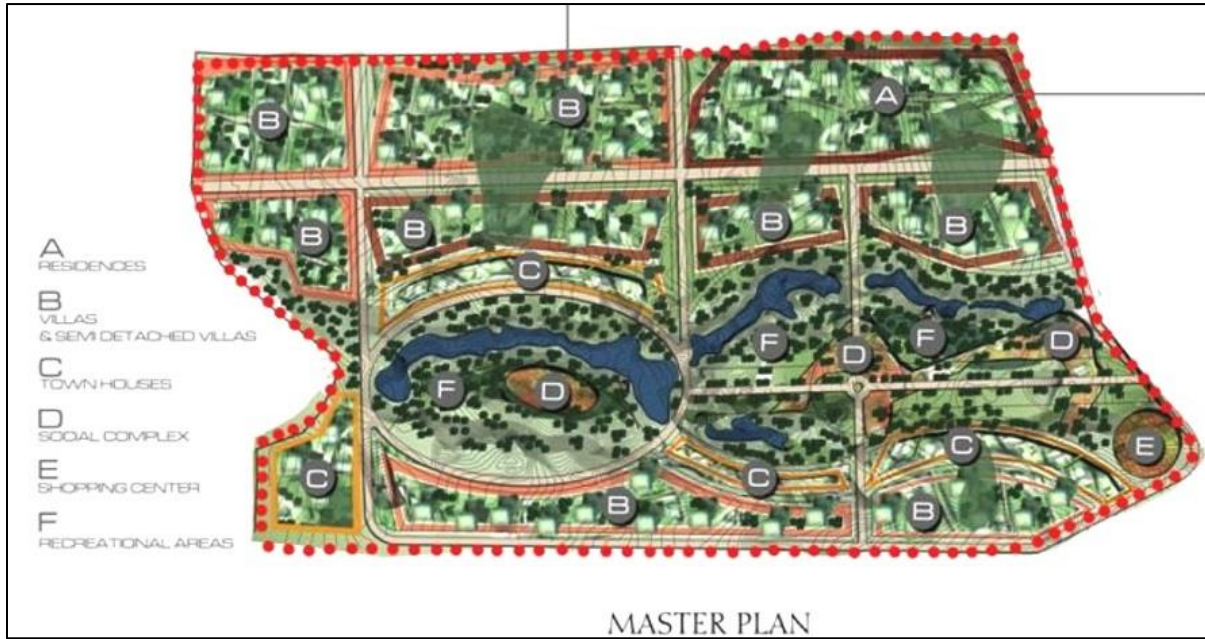 B
B
A
B
B
B
B
C
F
F
D
D
F
D
C
E
C
C
B
B
A
RESIDENCES
B
VILLAS
& SEMI DETACHED VILLAS
C
TOWN HOUSES
D
SOCIAL COMPLEX
E
SHOPPING CENTER
F
RECREATIONAL AREAS
MASTER PLAN